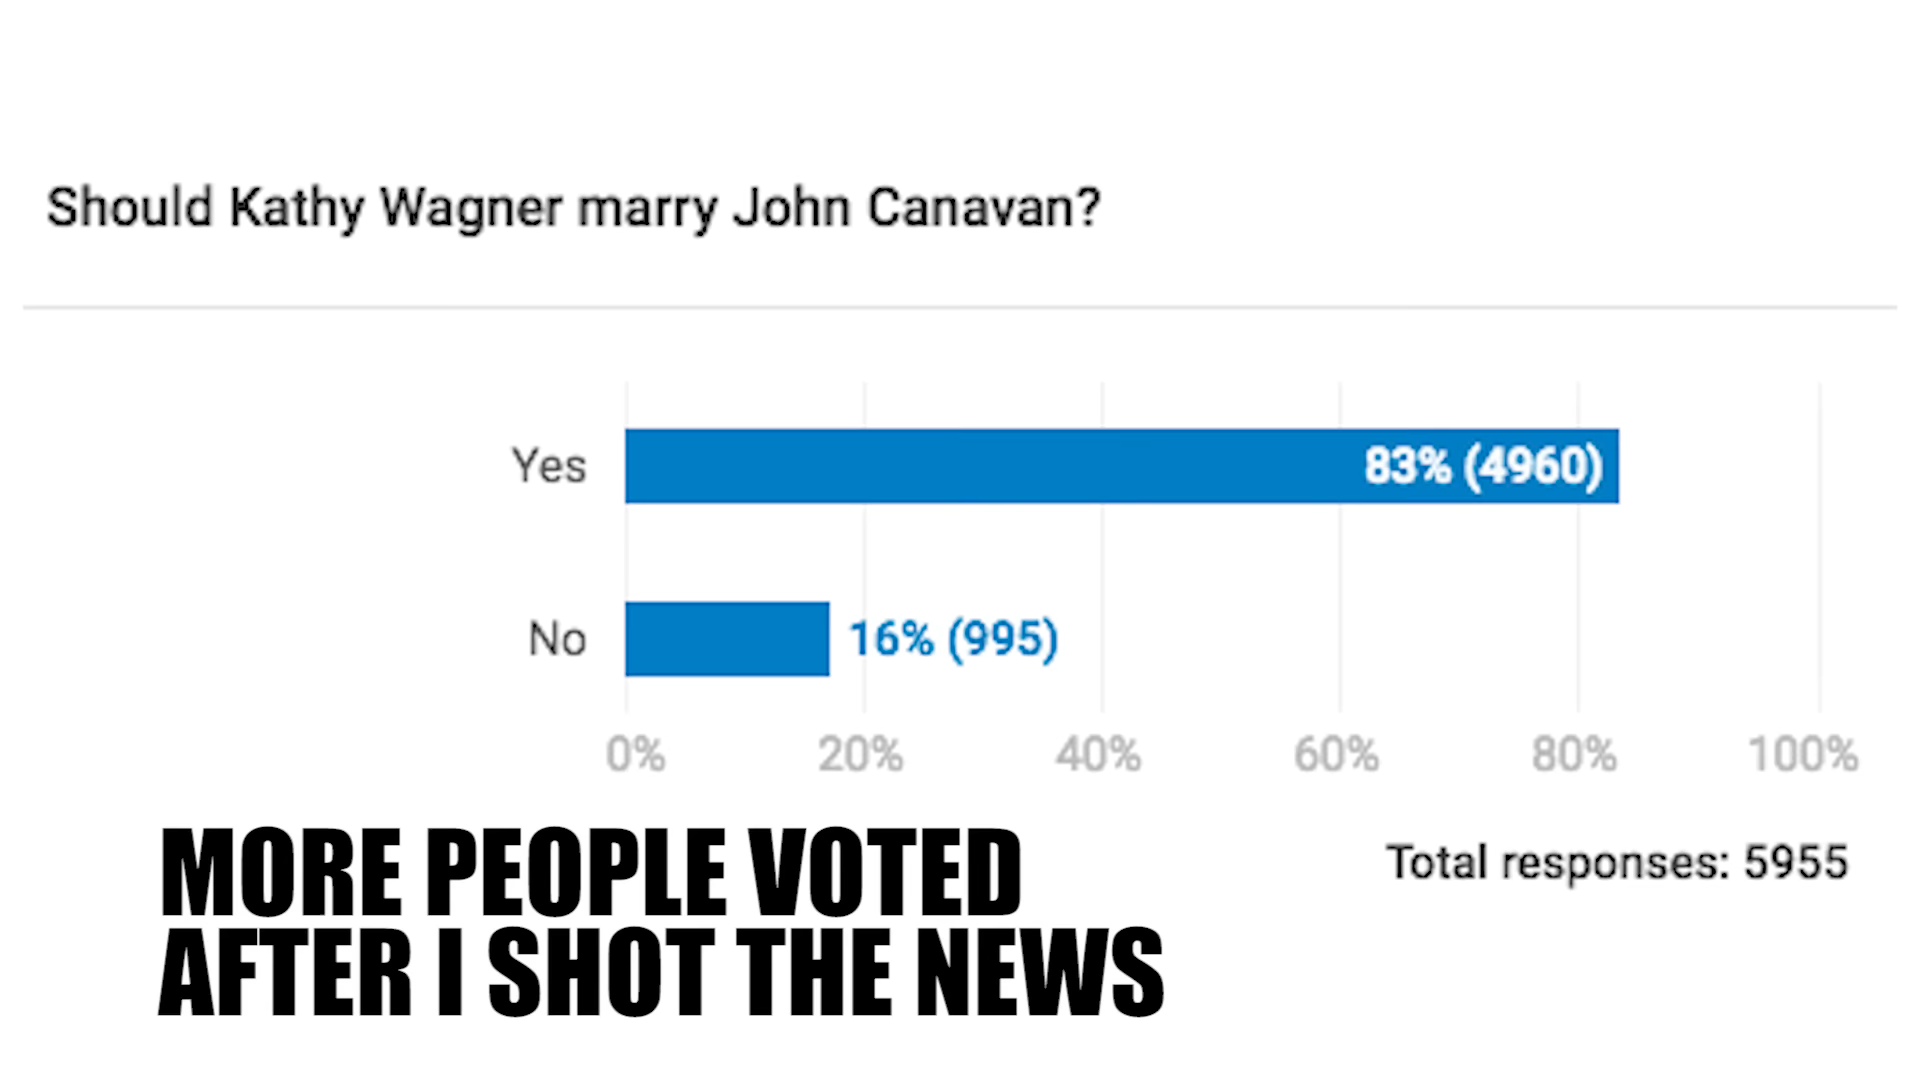 Should Kathy Wagner marry John Canavan?
Yes 83% (4960)
No 16% (995)
0% 20% 40% 60% 80% 100%
Total responses: 5955
MORE PEOPLE VOTED
AFTER I SHOT THE NEWS